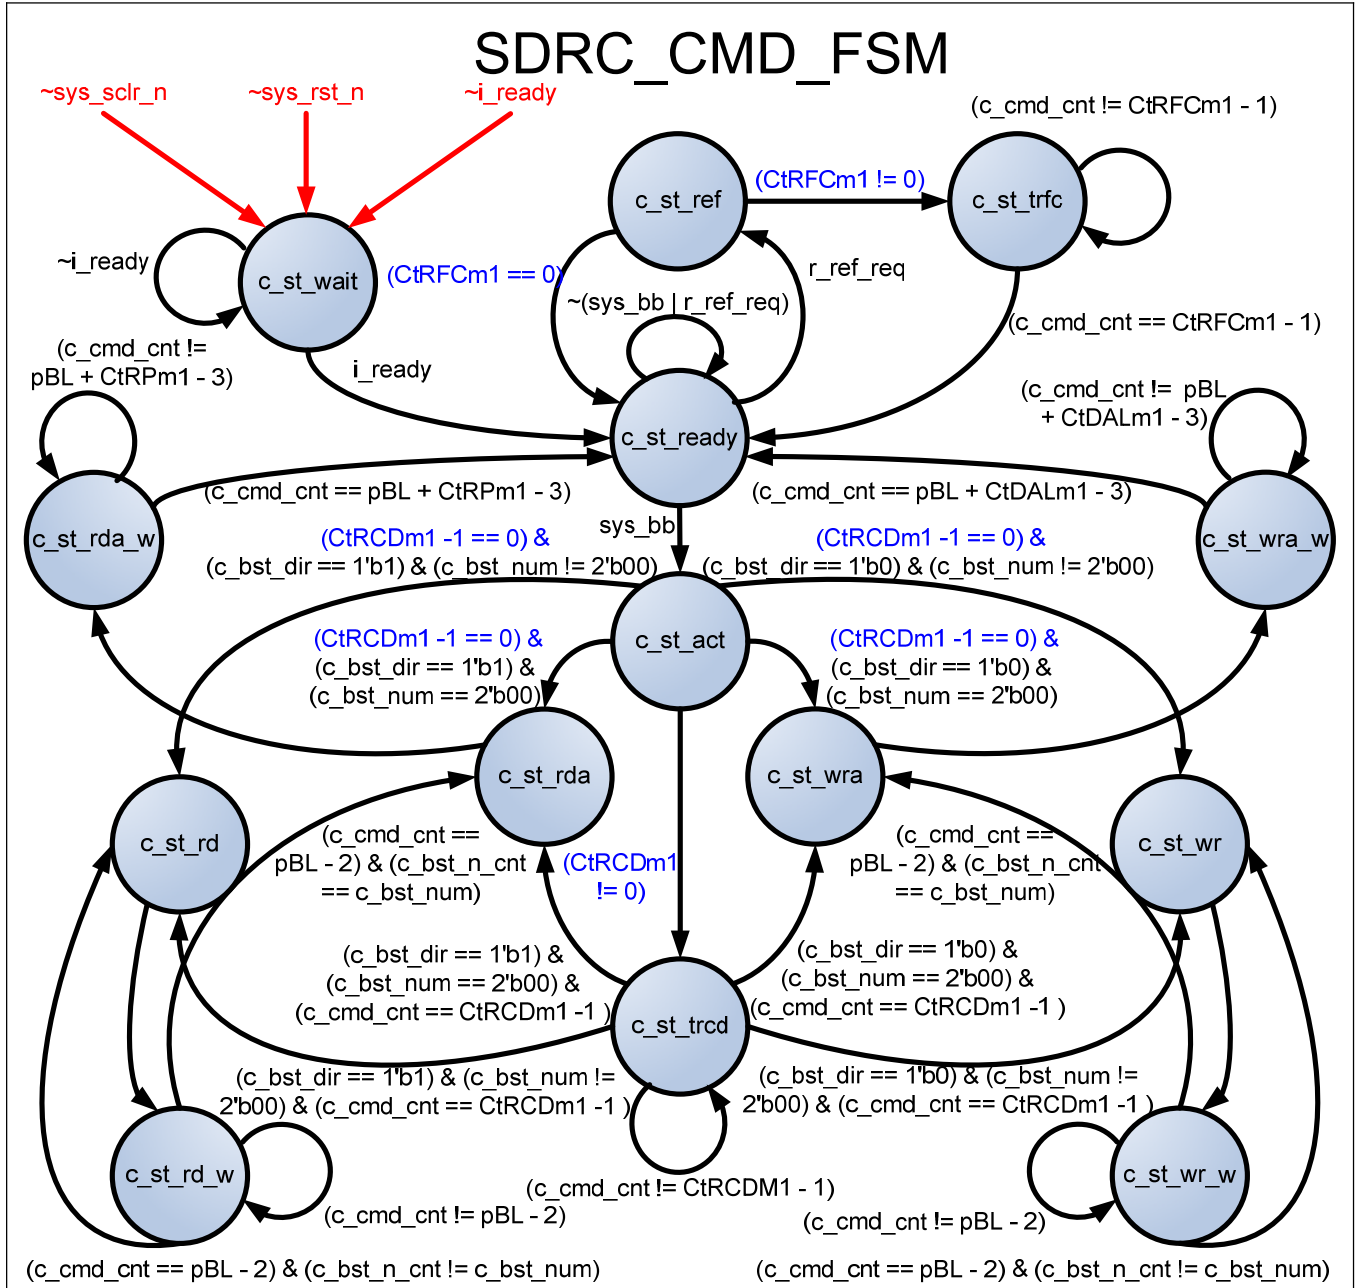 SDRC_CMD_FSM
~sys_sclr_n
~sys_rst_n
~i_ready
(c_cmd_cnt != CtRFCm1 - 1)
c_st_ref
(CtRFCm1 != 0)
c_st_trfc
~i_ready
c_st_wait
(CtRFCm1 == 0)
r_ref_req
~(sys_bb | r_ref_req)
(c_cmd_cnt == CtRFCm1 - 1)
(c_cmd_cnt !=
pBL + CtRPm1 - 3)
i_ready
(c_cmd_cnt != pBL
+ CtDALm1 - 3)
c_st_ready
(c_cmd_cnt == pBL + CtRPm1 - 3)
(c_cmd_cnt == pBL + CtDALm1 - 3)
c_st_rda_w
sys_bb
c_st_wra_w
(CtRCDm1 -1 == 0) &
(c_bst_dir == 1'b1) & (c_bst_num != 2'b00)
(CtRCDm1 -1 == 0) &
(c_bst_dir == 1'b0) & (c_bst_num != 2'b00)
(CtRCDm1 -1 == 0) &
(c_bst_dir == 1'b1) &
(c_bst_num == 2'b00)
c_st_act
(CtRCDm1 -1 == 0) &
(c_bst_dir == 1'b0) &
(c_bst_num == 2'b00)
c_st_rda
c_st_wra
c_st_rd
(c_cmd_cnt ==
pBL - 2) & (c_bst_n_cnt
== c_bst_num)
(CtRCDm1
!= 0)
(c_cmd_cnt ==
pBL - 2) & (c_bst_n_cnt
== c_bst_num)
c_st_wr
(c_bst_dir == 1'b1) &
(c_bst_num == 2'b00) &
(c_cmd_cnt == CtRCDm1 -1 )
(c_bst_dir == 1'b0) &
(c_bst_num == 2'b00) &
(c_cmd_cnt == CtRCDm1 -1 )
c_st_trcd
(c_bst_dir == 1'b1) & (c_bst_num !=
2'b00) & (c_cmd_cnt == CtRCDm1 -1 )
(c_bst_dir == 1'b0) & (c_bst_num !=
2'b00) & (c_cmd_cnt == CtRCDm1 -1 )
c_st_rd_w
c_st_wr_w
(c_cmd_cnt != CtRCDM1 - 1)
(c_cmd_cnt != pBL - 2)
(c_cmd_cnt != pBL - 2)
(c_cmd_cnt == pBL - 2) & (c_bst_n_cnt != c_bst_num)
(c_cmd_cnt == pBL - 2) & (c_bst_n_cnt != c_bst_num)